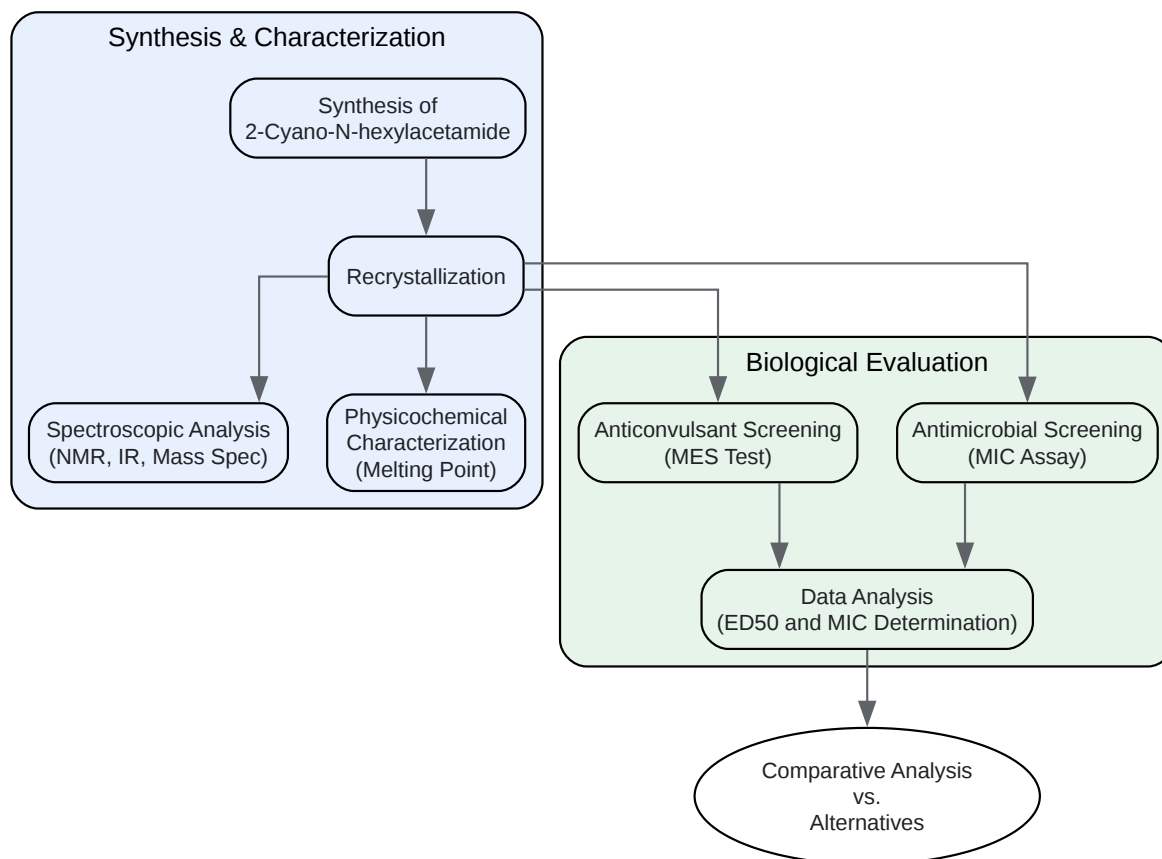 Synthesis & Characterization
Synthesis of
2-Cyano-N-hexylacetamide
Recrystallization
Spectroscopic Analysis
(NMR, IR, Mass Spec)
Physicochemical
Characterization
(Melting Point)
Biological Evaluation
Anticonvulsant Screening
(MES Test)
Antimicrobial Screening
(MIC Assay)
Data Analysis
(ED50 and MIC Determination)
Comparative Analysis
vs.
Alternatives